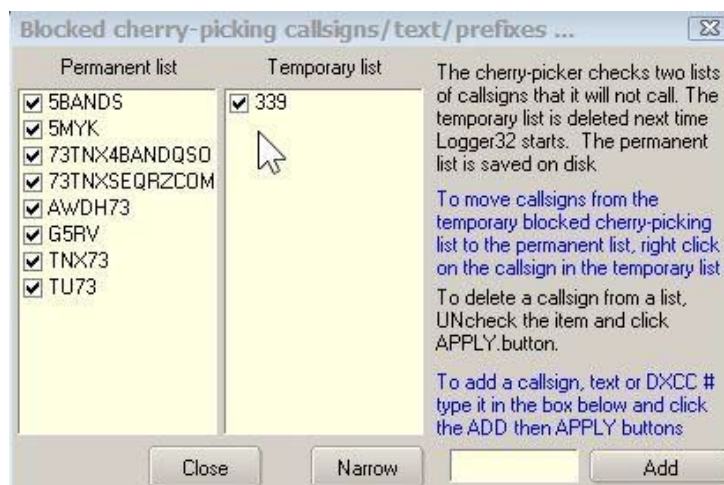 Blocked cherry-picking callsigns/text/prefixes ...
Permanent list
5BANDS
5MYK
73TNX4BANDQSO
73TNXSEQRZCOM
AWDH73
G5RV
TNX73
TU73
Temporary list
339
The cherry-picker checks two lists
of callsigns that it will not call. The
temporary list is deleted next time
Logger32 starts.  The permanent
list is saved on disk
To move callsigns from the
temporary blocked cherry-picking
list to the permanent list, right click
on the callsign in the temporary list
To delete a callsign from a list,
UNcheck the item and click
APPLY.button.
To add a callsign, text or DXCC #
type it in the box below and click
the ADD then APPLY buttons
Close
Narrow
Add